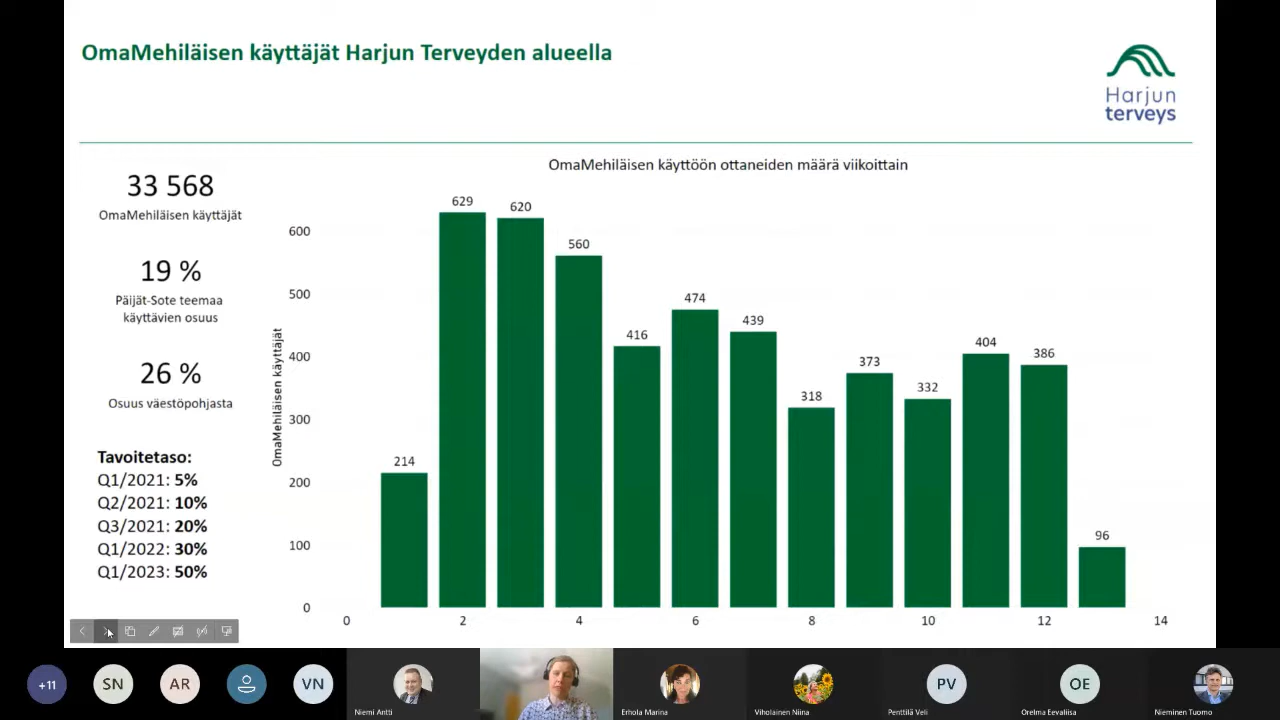 OmaMehiläisen käyttäjät Harjun Terveyden alueella
Harjun
terveys
33 568
OmaMehiläisen käyttäjät
19 %
Päijät-Sote teemaa
käyttävien osuus
26 %
Osuus väestöpohjasta
Tavoitetaso:
Q1/2021: 5%
Q2/2021: 10%
Q3/2021: 20%
Q1/2022: 30%
Q1/2023: 50%
OmaMehiläisen käyttöön ottaneiden määrä viikoittain
OmaMehiläisen käyttäjät
600
500
400
300
200
100
0
214
629
620
560
416
474
439
318
373
332
404
386
96
0 2 4 6 8 10 12 14
+11
SN
AR
VN
Niemi Antti
Erhola Marina
Viholainen Niina
PV
Penttilä Veli
OE
Orelma Eevaliisa
Nieminen Tuomo